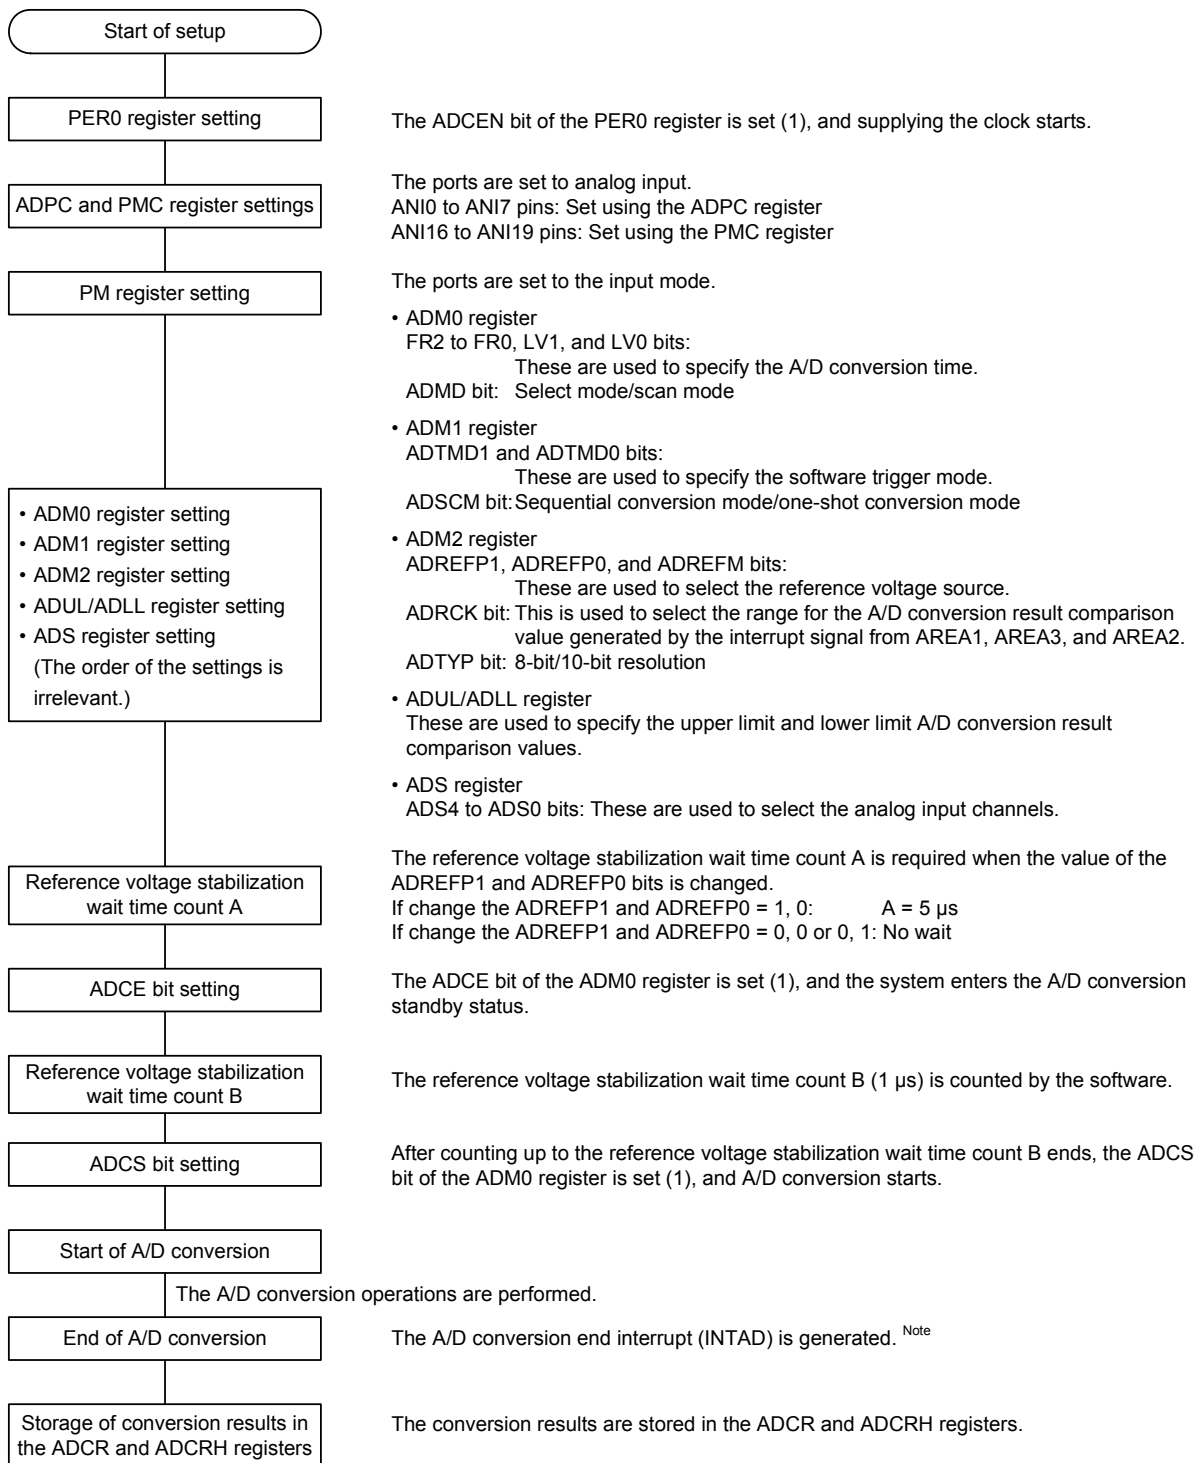 Start of setup
PER0 register setting
The ADCEN bit of the PER0 register is set (1), and supplying the clock starts.
ADPC and PMC register settings
The ports are set to analog input.
ANI0 to ANI7 pins: Set using the ADPC register
ANI16 to ANI19 pins: Set using the PMC register
PM register setting
The ports are set to the input mode.
• ADM0 register
FR2 to FR0, LV1, and LV0 bits:
These are used to specify the A/D conversion time.
ADMD bit: Select mode/scan mode
• ADM1 register
ADTMD1 and ADTMD0 bits:
These are used to specify the software trigger mode.
ADSCM bit: Sequential conversion mode/one-shot conversion mode
• ADM2 register
ADREFP1, ADREFP0, and ADREFM bits:
These are used to select the reference voltage source.
ADRCK bit: This is used to select the range for the A/D conversion result comparison
value generated by the interrupt signal from AREA1, AREA3, and AREA2.
ADTYP bit: 8-bit/10-bit resolution
• ADUL/ADLL register
These are used to specify the upper limit and lower limit A/D conversion result
comparison values.
• ADS register
ADS4 to ADS0 bits: These are used to select the analog input channels.
• ADM0 register setting
• ADM1 register setting
• ADM2 register setting
• ADUL/ADLL register setting
• ADS register setting
(The order of the settings is
irrelevant.)
Reference voltage stabilization
wait time count A
The reference voltage stabilization wait time count A is required when the value of the
ADREFP1 and ADREFP0 bits is changed.
If change the ADREFP1 and ADREFP0 = 1, 0: A = 5 µs
If change the ADREFP1 and ADREFP0 = 0, 0 or 0, 1: No wait
ADCE bit setting
The ADCE bit of the ADM0 register is set (1), and the system enters the A/D conversion
standby status.
Reference voltage stabilization
wait time count B
The reference voltage stabilization wait time count B (1 µs) is counted by the software.
ADCS bit setting
After counting up to the reference voltage stabilization wait time count B ends, the ADCS
bit of the ADM0 register is set (1), and A/D conversion starts.
Start of A/D conversion
The A/D conversion operations are performed.
End of A/D conversion
The A/D conversion end interrupt (INTAD) is generated. Note
Storage of conversion results in
the ADCR and ADCRH registers
The conversion results are stored in the ADCR and ADCRH registers.